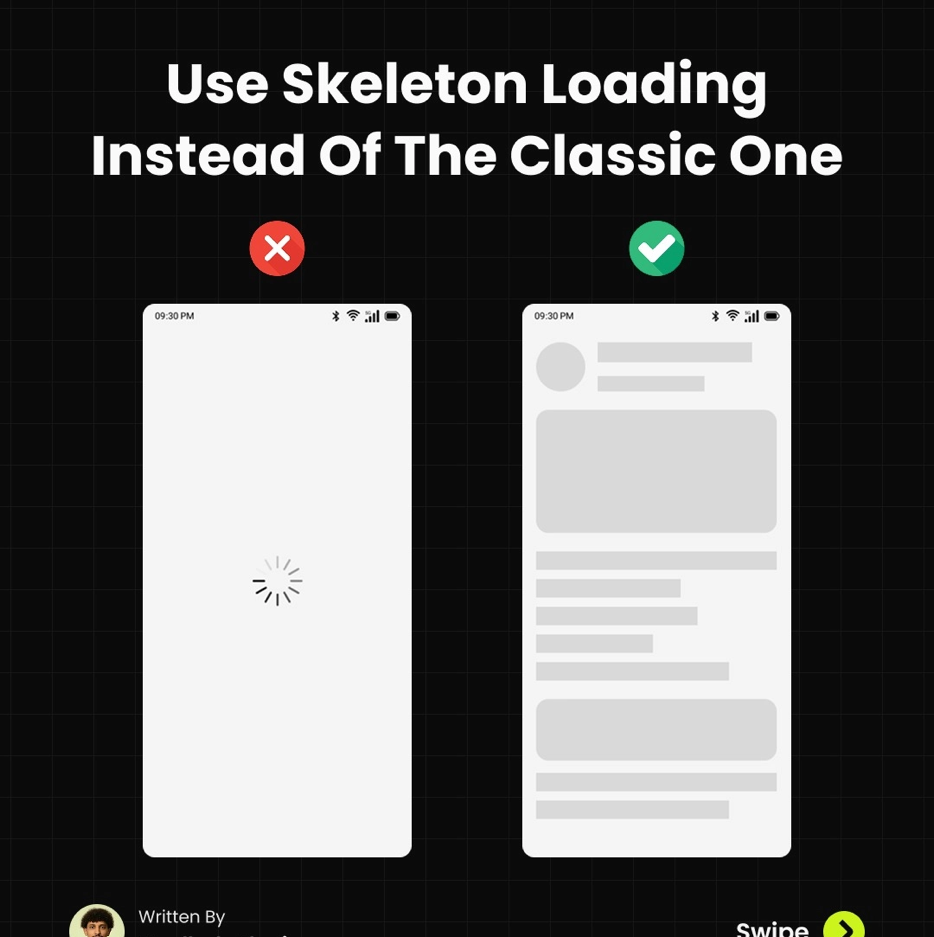 Use Skeleton Loading
Instead Of The Classic One
09:30 PM
09:30 PM
Written By
Swipe